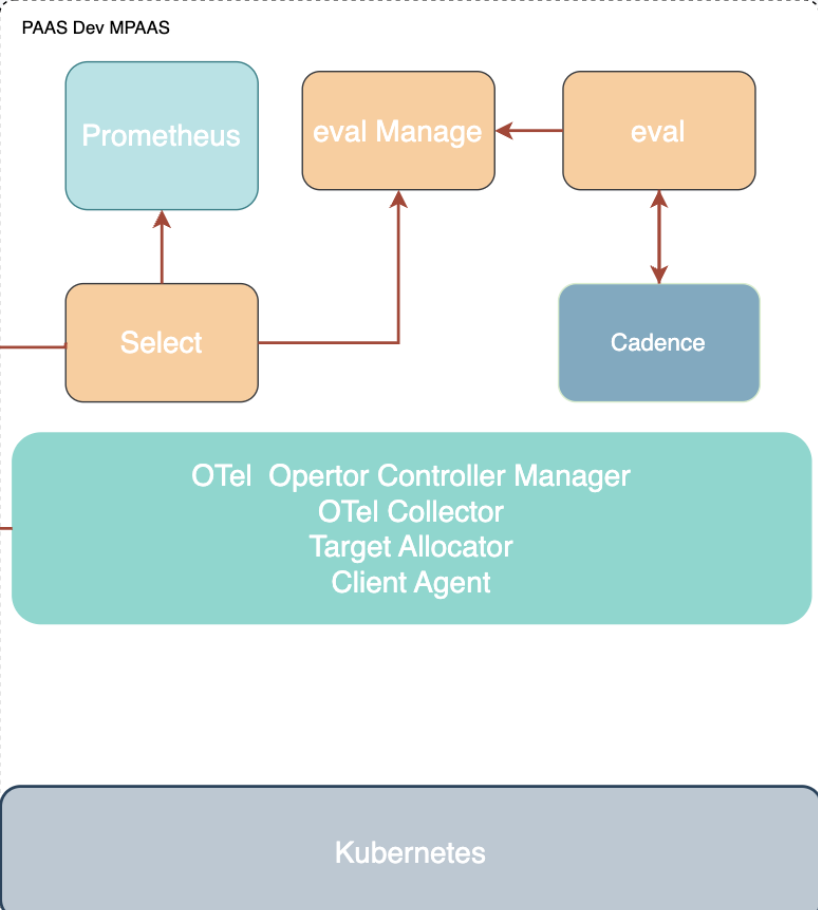 PAAS Dev MPAAS
Prometheus
eval Manage
eval
Select
Cadence
OTel  Opertor Controller Manager
OTel Collector
Target Allocator
Client Agent
Kubernetes